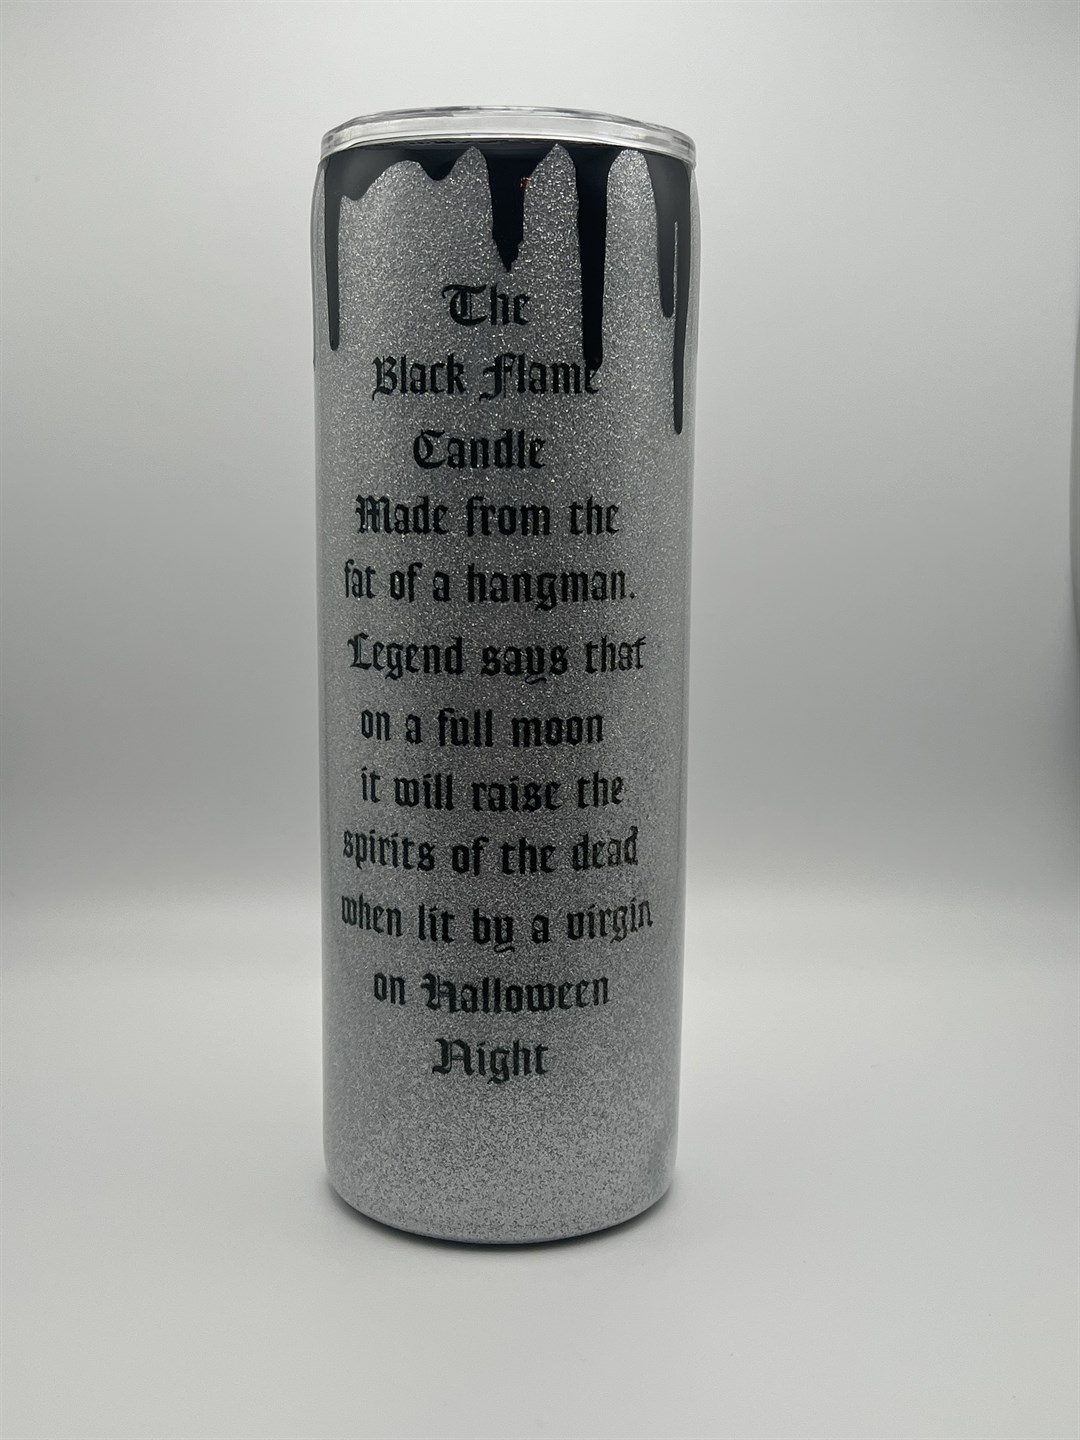 The
Black Flame
Candle
Made from the
fat of a hangman.
Legend says that
on a full moon
it will raise the
spirits of the dead
when lit by a virgin
on Halloween
Night